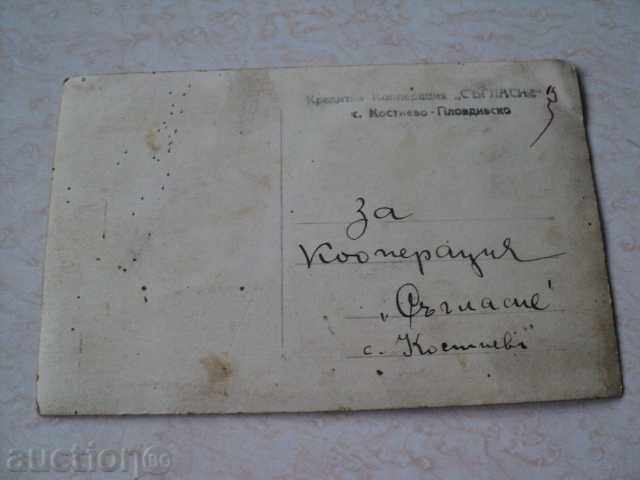 Кредитна Кооперация „СЪГЛАСИЕ"
с. Костиево - Пловдивско
За
Кооперация
„Съгласие"
с. Костиево
auction.bg